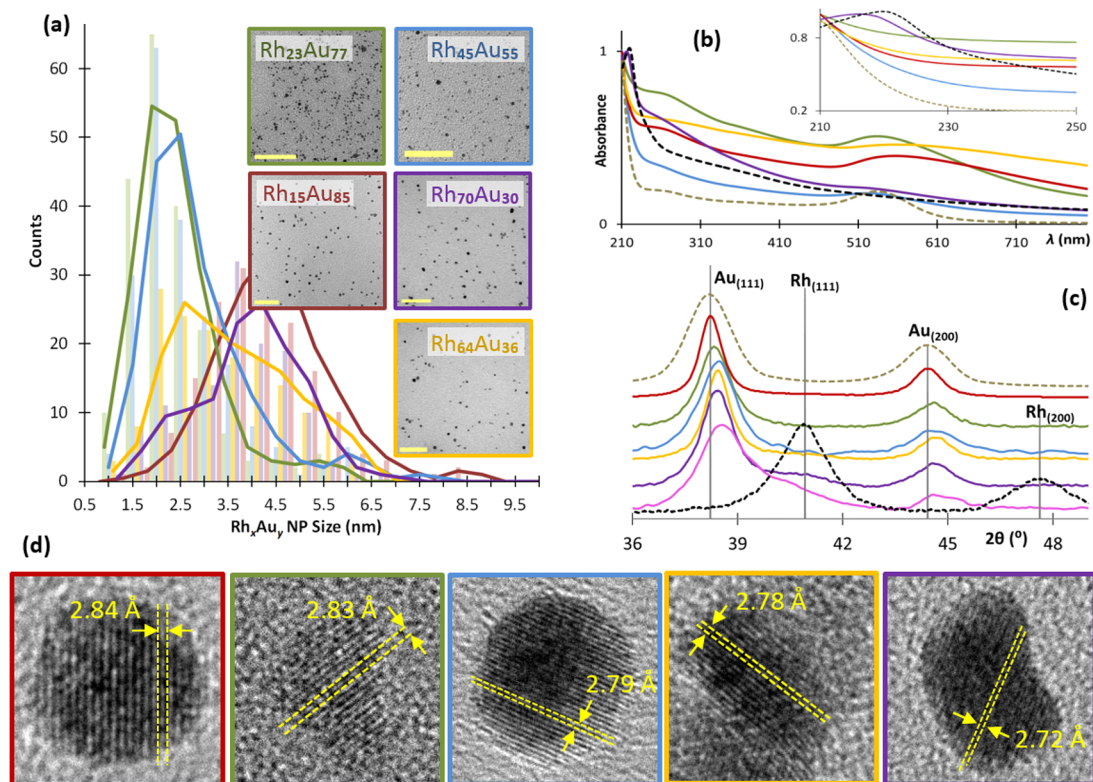 (a)
60
50
40
30
20
10
0
Counts
0.5 1.5 2.5 3.5 4.5 5.5 6.5 7.5 8.5 9.5
RhxAuy NP Size (nm)
Rh23Au77
Rh45Au55
Rh15Au85
Rh70Au30
Rh64Au36
(b)
1
0
Absorbance
210 310 410 510 610 710 λ (nm)
0.8
0.2
210 230 250
(c)
Au(111)
Rh(111)
Au(200)
Rh(200)
36 39 42 45 2θ (⁰) 48
(d)
2.84 Å
2.83 Å
2.79 Å
2.78 Å
2.72 Å